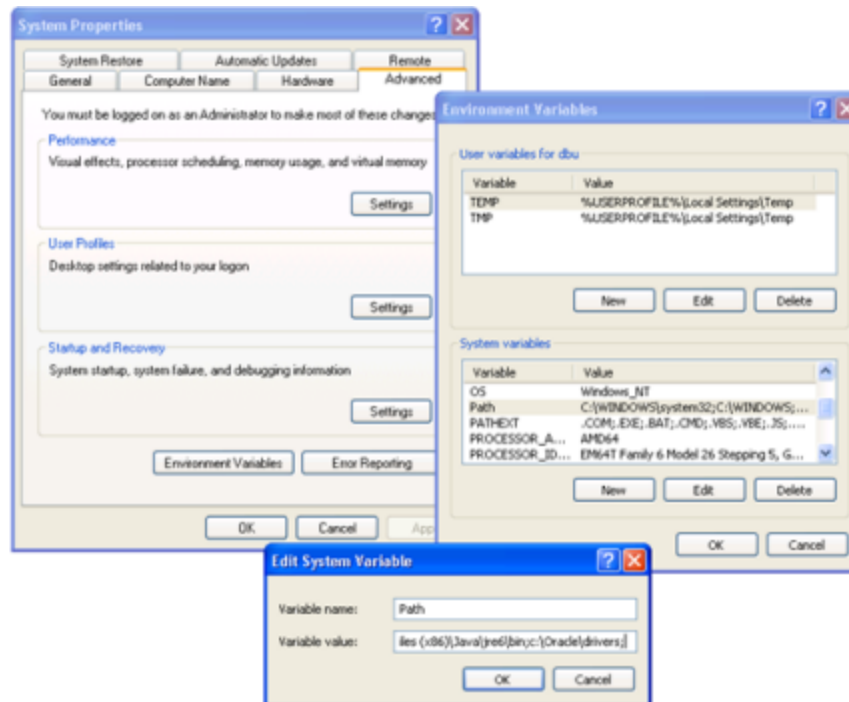 System Properties
System Restore Automatic Updates Remote
General Computer Name Hardware Advanced
You must be logged on as an Administrator to make most of these changes
Performance
Visual effects, processor scheduling, memory usage, and virtual memory
Settings
User Profiles
Desktop settings related to your logon
Settings
Startup and Recovery
System startup, system failure, and debugging information
Settings
Environment Variables Error Reporting
OK Cancel App
Environment Variables
User variables for dbu
Variable Value
TEMP %USERPROFILE%\Local Settings\Temp
TMP %USERPROFILE%\Local Settings\Temp
New Edit Delete
System variables
Variable Value
OS Windows_NT
Path C:\WINDOWS\system32;C:\WINDOWS;...
PATHEXT .COM;.EXE;.BAT;.CMD;.VBS;.VBE;.JS;....
PROCESSOR_A... AMD64
PROCESSOR_ID... EM64T Family 6 Model 26 Stepping 5, G...
New Edit Delete
OK Cancel
Edit System Variable
Variable name: Path
Variable value: iles (x86)\Java\jre6\bin;c:\Oracle\drivers;
OK Cancel